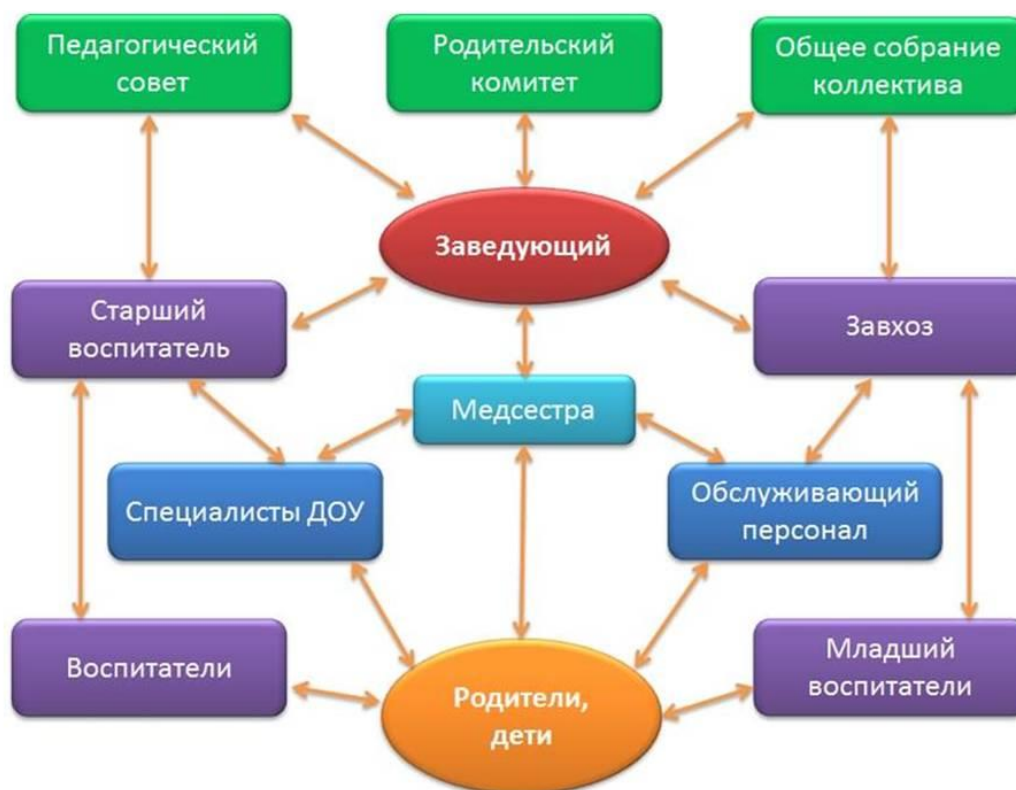 Педагогический
совет
Родительский
комитет
Общее собрание
коллектива
Заведующий
Старший
воспитатель
Завхоз
Медсестра
Специалисты ДОУ
Обслуживающий
персонал
Воспитатели
Младший
воспитатели
Родители,
дети